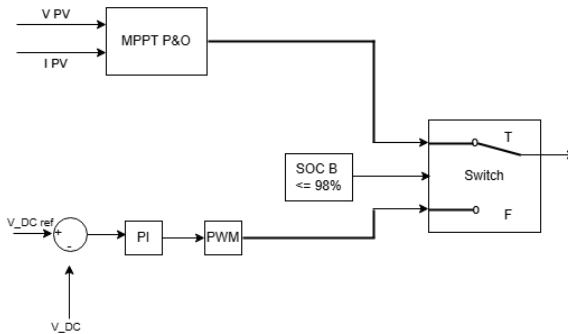 V PV
MPPT P&O
I PV
T
SOC B
<= 98%
Switch
F
V_DC ref
+
-
PI
PWM
V_DC